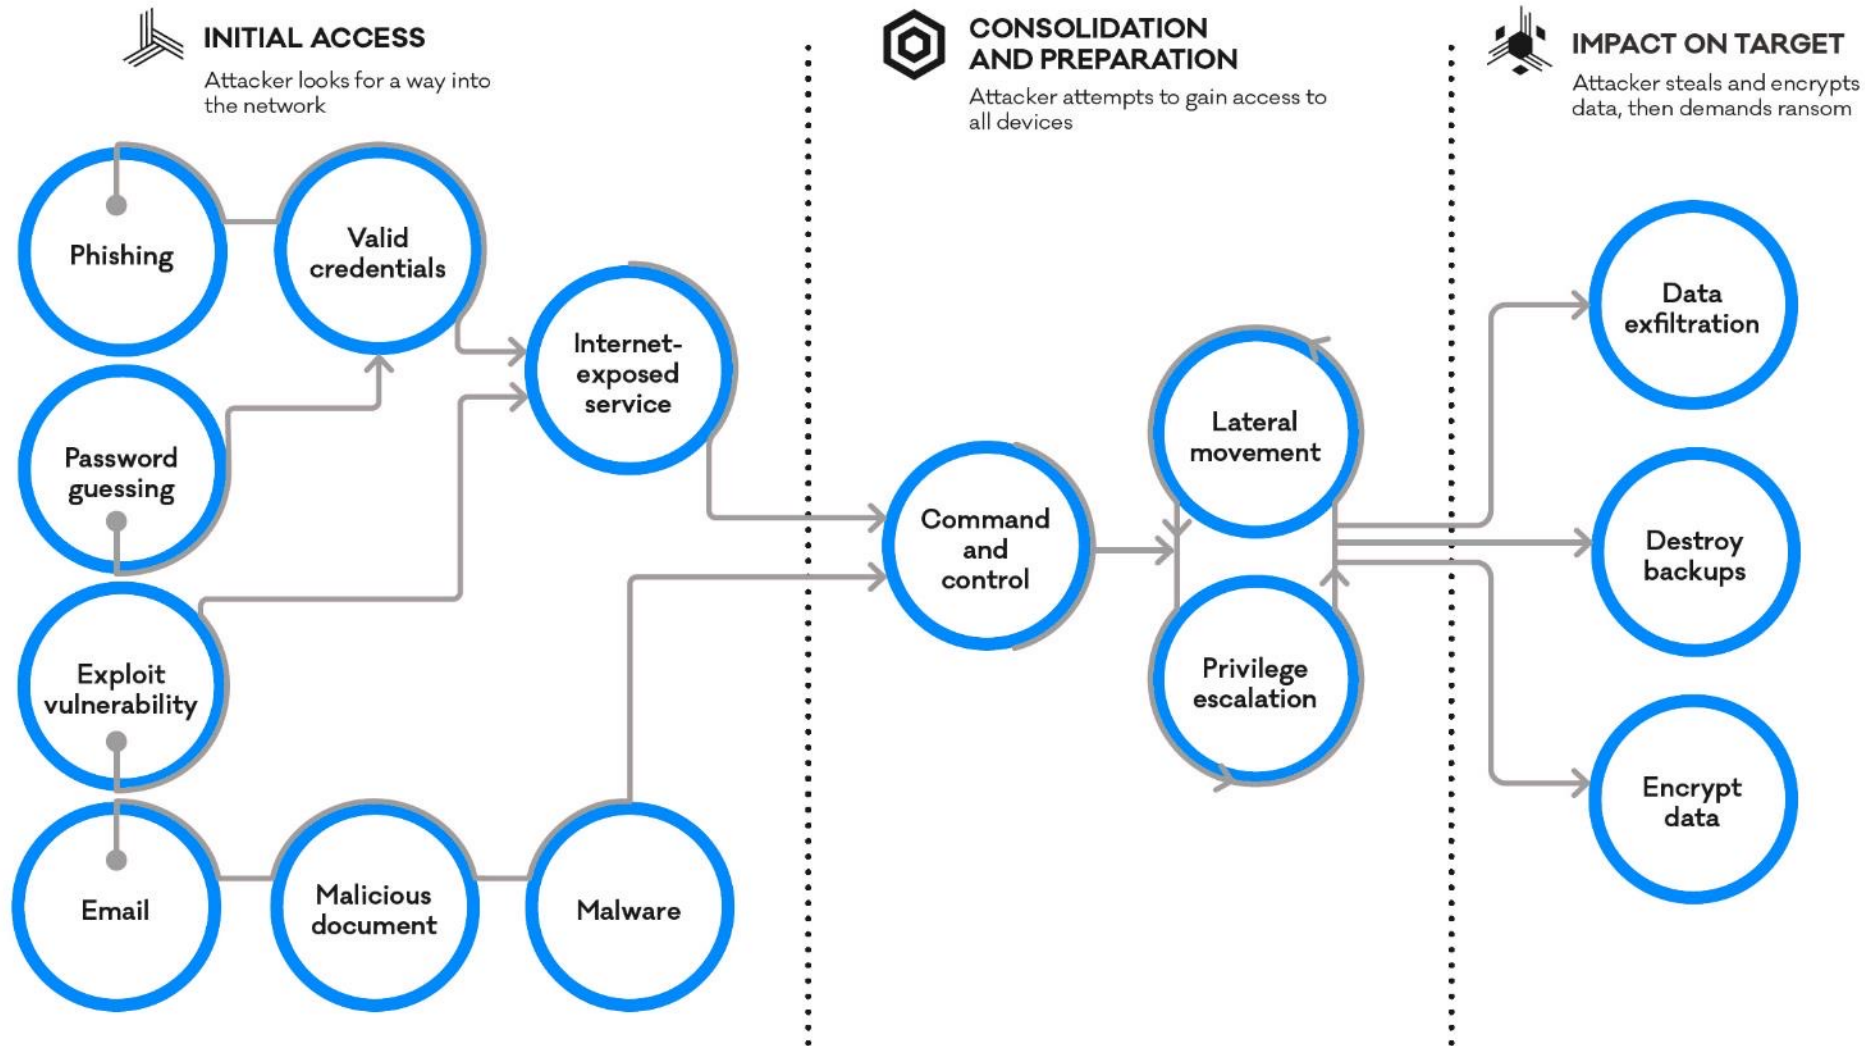 INITIAL ACCESS
Attacker looks for a way into
the network
Phishing
Valid
credentials
Internet-
exposed
service
Password
guessing
Exploit
vulnerability
Email
Malicious
document
Malware
CONSOLIDATION
AND PREPARATION
Attacker attempts to gain access to
all devices
Command
and
control
Lateral
movement
Privilege
escalation
IMPACT ON TARGET
Attacker steals and encrypts
data, then demands ransom
Data
exfiltration
Destroy
backups
Encrypt
data